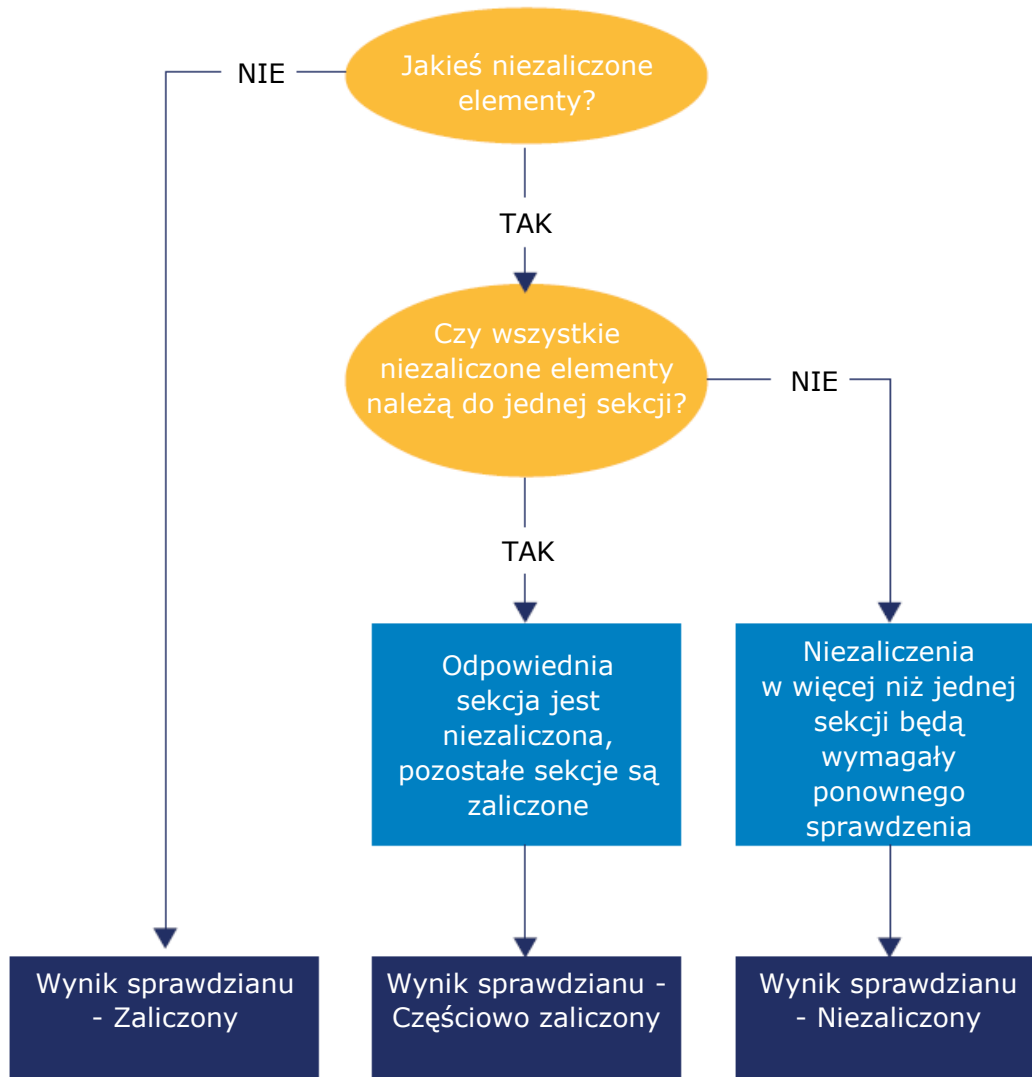 Jakieś niezaliczone
elementy?
NIE
TAK
Czy wszystkie
niezaliczone elementy
należą do jednej sekcji?
NIE
TAK
Odpowiednia
sekcja jest
niezaliczona,
pozostałe sekcje są
zaliczone
Niezaliczenia
w więcej niż jednej
sekcji będą
wymagały
ponownego
sprawdzenia
Wynik sprawdzianu
- Zaliczony
Wynik sprawdzianu -
Częściowo zaliczony
Wynik sprawdzianu
- Niezaliczony